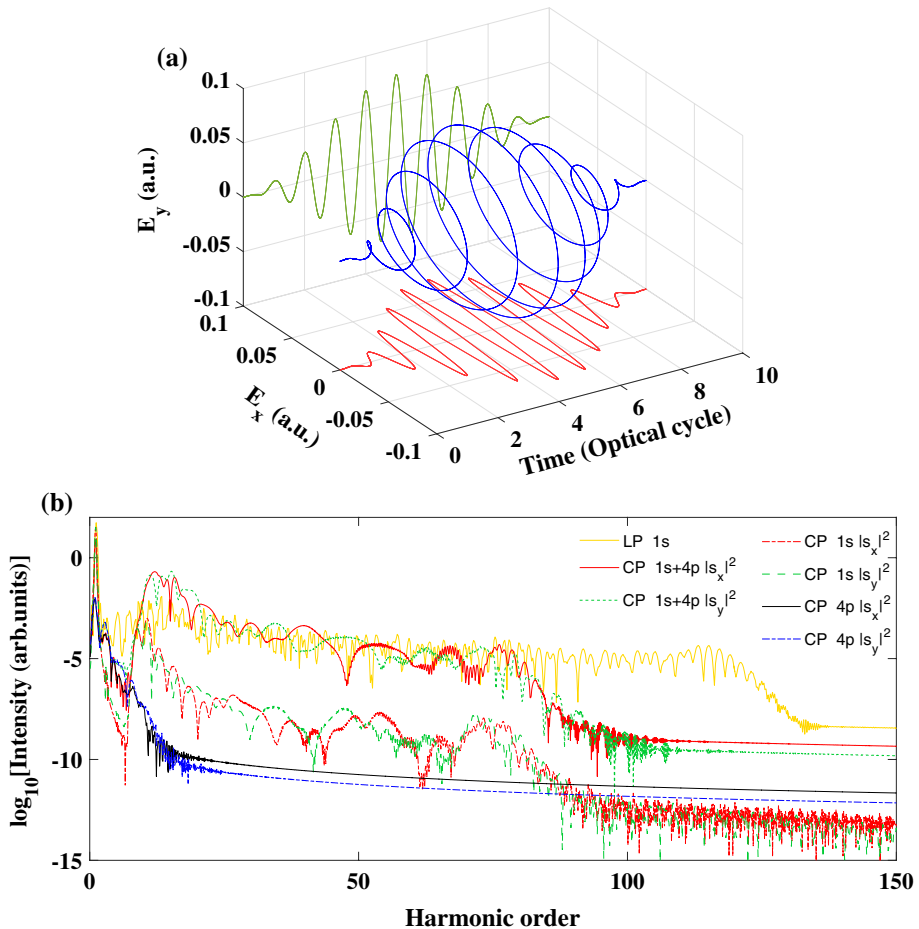 (a)
0.1
0.05
0
-0.05
-0.1
E_y (a.u.)
0.1
0.05
0
-0.05
-0.1
E_x (a.u.)
0
2
4
6
8
10
Time (Optical cycle)
(b)
0
-5
-10
-15
log₁₀[Intensity (arb.units)]
LP 1s
CP 1s+4p |s_x|²
CP 1s+4p |s_y|²
CP 1s |s_x|²
CP 1s |s_y|²
CP 4p |s_x|²
CP 4p |s_y|²
0 50 100 150
Harmonic order